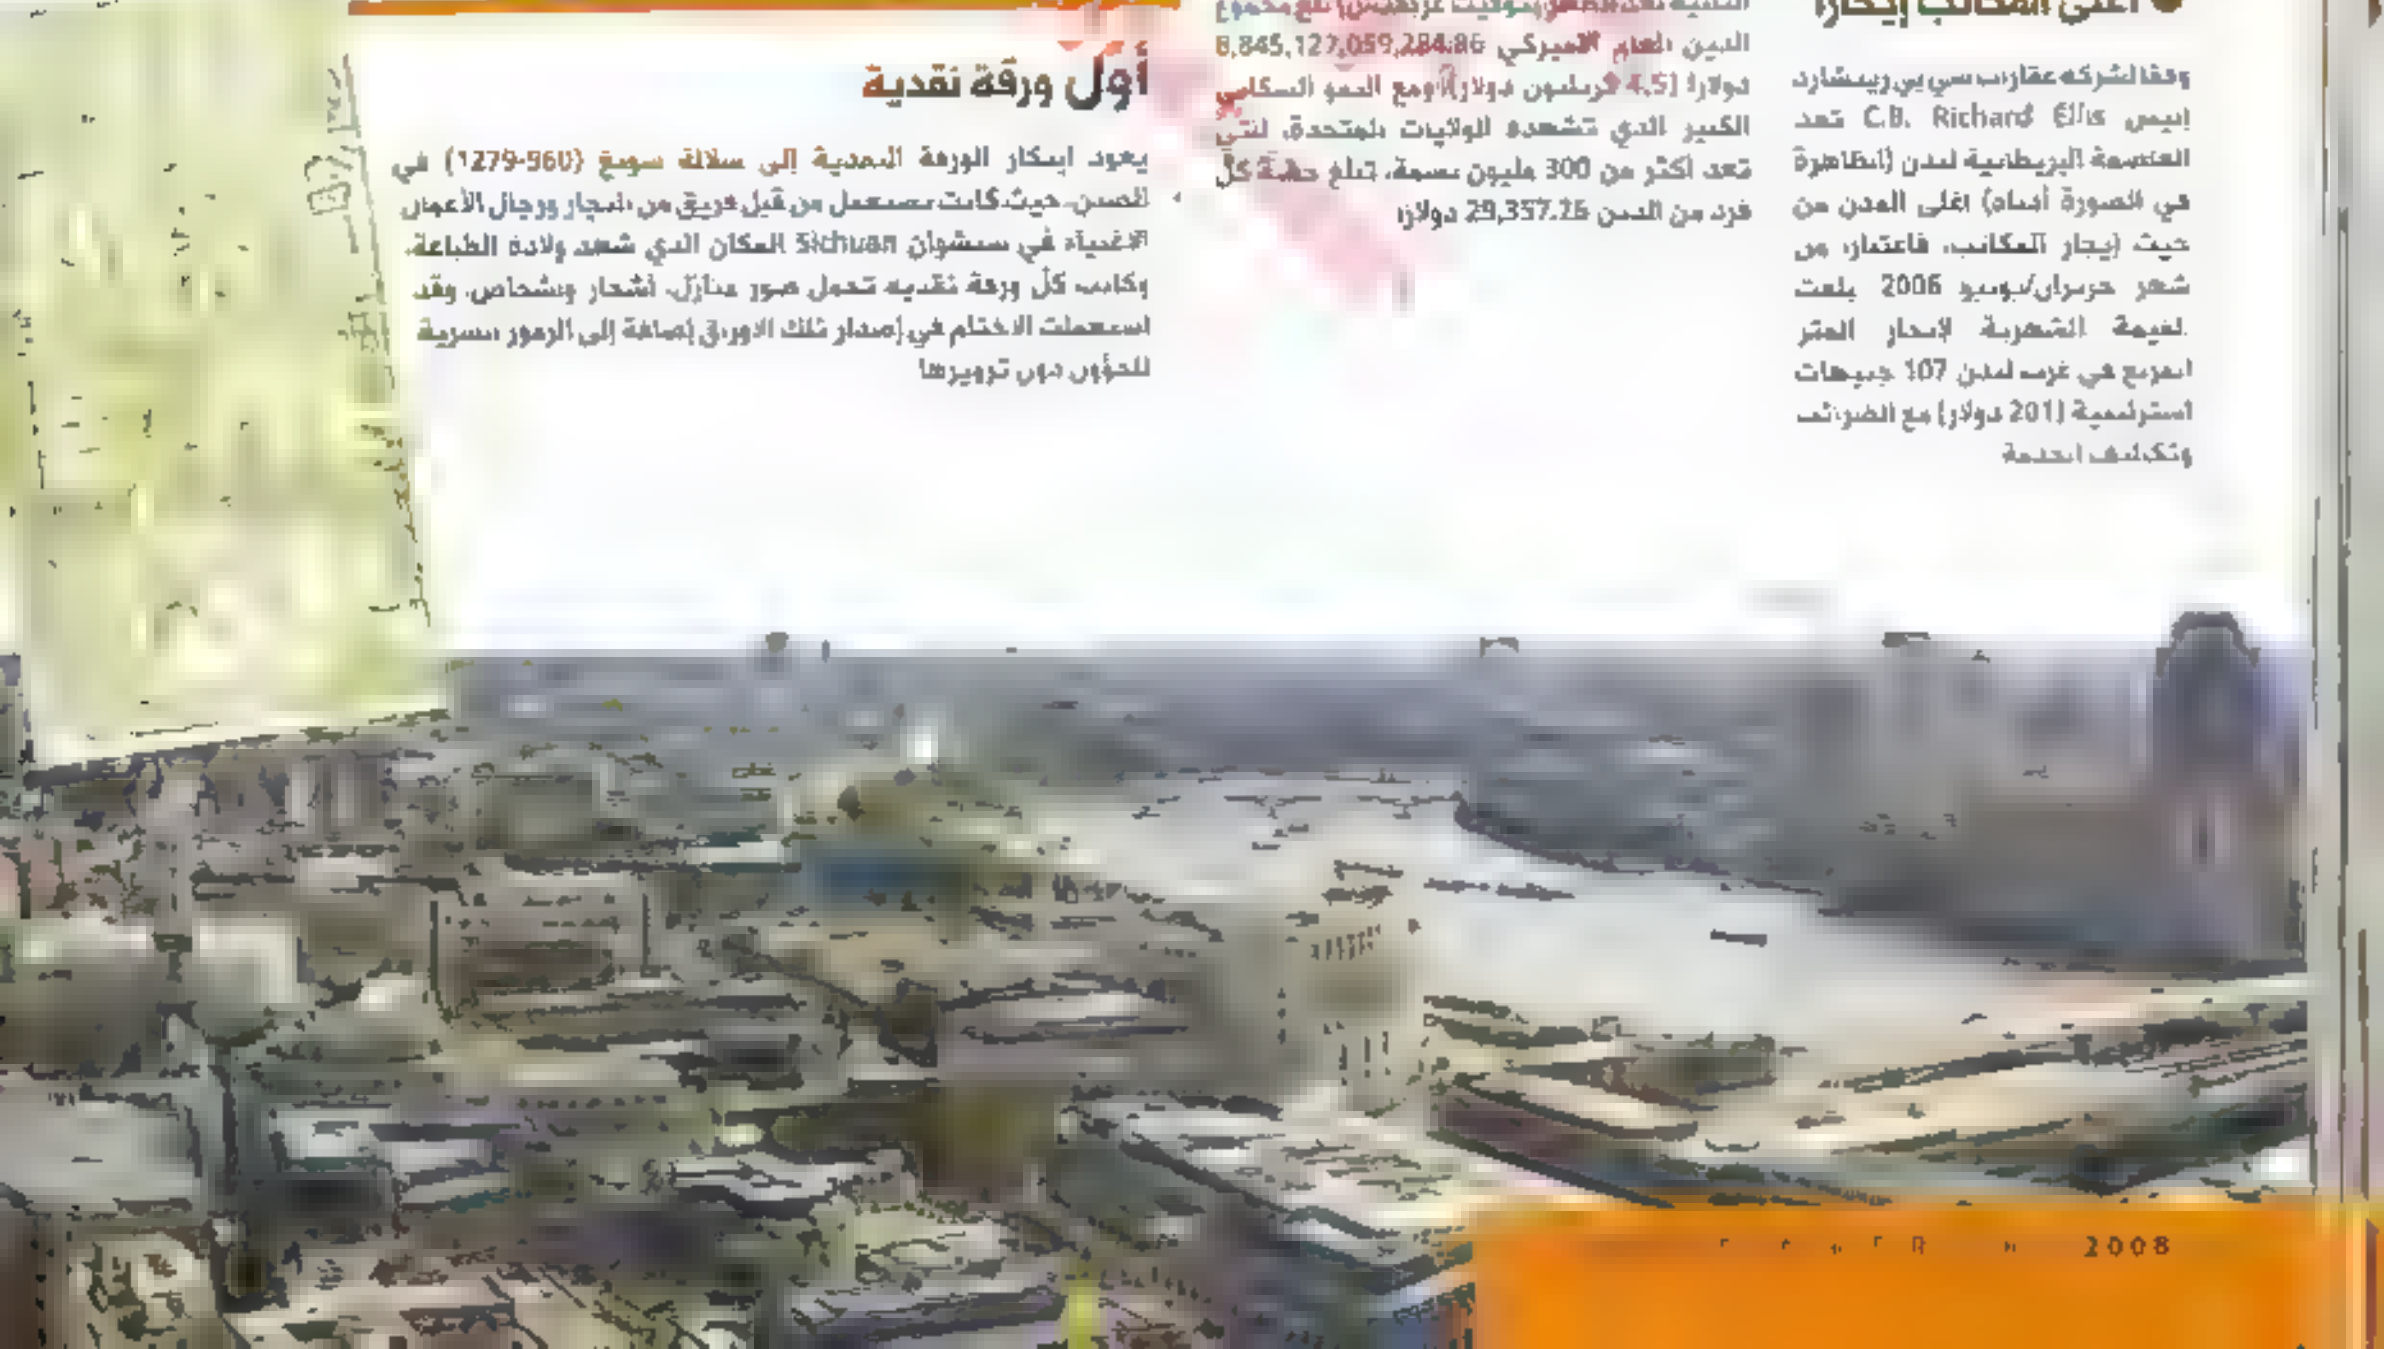 أغلى المكاتب إيجارا
وفقا لشركة عقارات سي بي ريتشارد
إليس C.B. Richard Ellis تعد
العاصمة البريطانية لندن (الظاهرة
في الصورة أدناه) أغلى المدن من
حيث إيجار المكاتب، فاعتبارا من
شهر حزيران/يونيو 2006 بلغت
القيمة الشهرية لإيجار المتر
المربع في غرب لندن 107 جنيهات
استرلينية (201 دولار) مع الضرائب
وتكاليف الخدمة
الدين العام الأميركي
دولارا (4.5 تريليون دولار) ومع النمو السكاني
الكبير الذي تشهده الولايات المتحدة، التي
تعد أكثر من 300 مليون نسمة، تبلغ حصة كل
فرد من الدين 29,357.26 دولارا
أول ورقة نقدية
يعود ابتكار الورقة النقدية إلى سلالة سونغ (960-1279) في
الصين، حيث كانت تستعمل من قبل فريق من التجار ورجال الأعمال
الأغنياء في سيشوان Sichuan المكان الذي شهد ولادة الطباعة.
وكانت كلّ ورقة نقدية تحمل صور منازل، أشجار وأشخاص. وقد
استعملت الأختام في إصدار تلك الأوراق إضافة إلى الرموز السرية
للحؤول دون تزويرها
2008